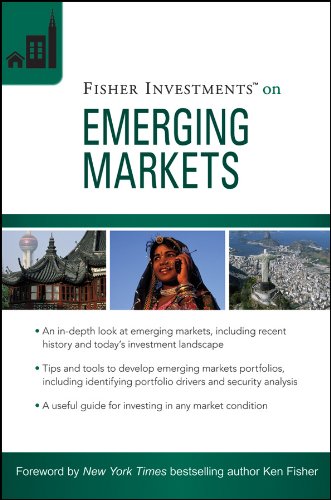 FISHER INVESTMENTS™ on
EMERGING
MARKETS
• An in-depth look at emerging markets, including recent
history and today's investment landscape
• Tips and tools to develop emerging markets portfolios,
including identifying portfolio drivers and security analysis
• A useful guide for investing in any market condition
Foreword by New York Times bestselling author Ken Fisher